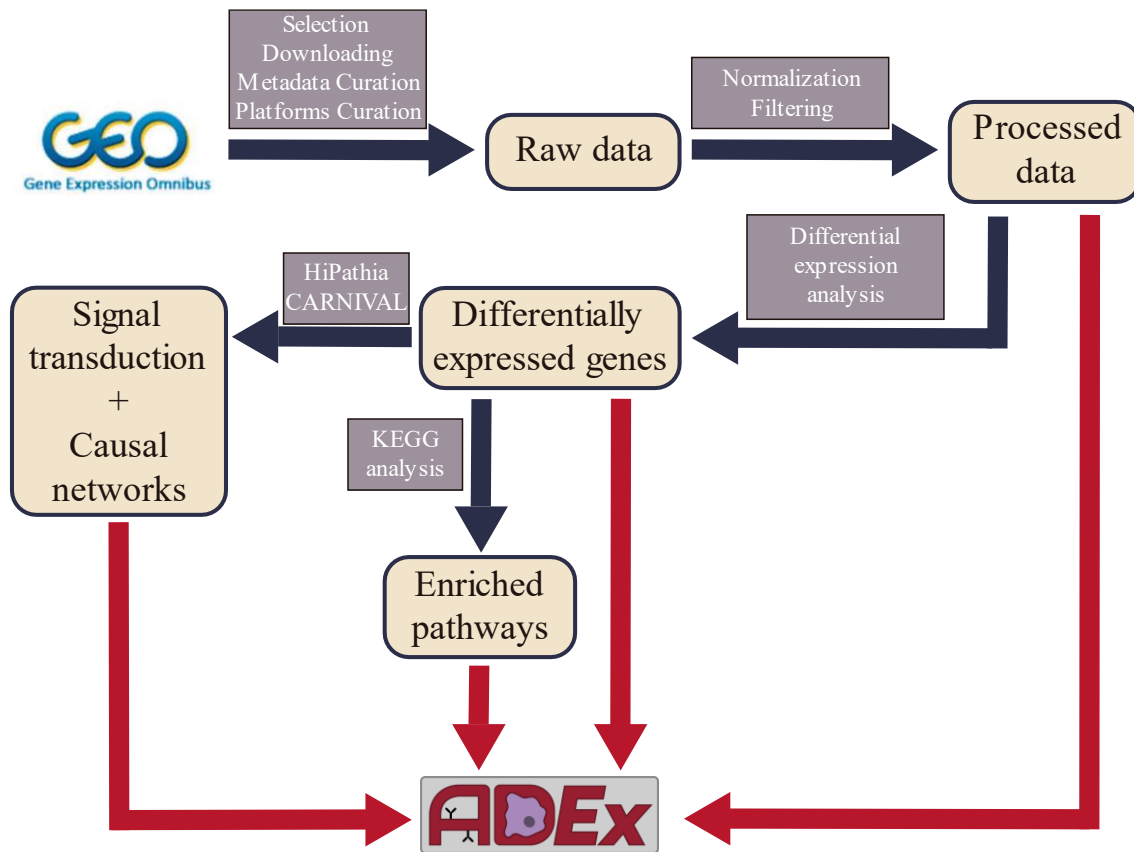 Selection
Downloading
Metadata Curation
Platforms Curation
Normalization
Filtering
GEO
Gene Expression Omnibus
Raw data
Processed
data
Differential
expression
analysis
HiPathia
CARNIVAL
Signal
transduction
+
Causal
networks
Differentially
expressed genes
KEGG
analysis
Enriched
pathways
ADEx